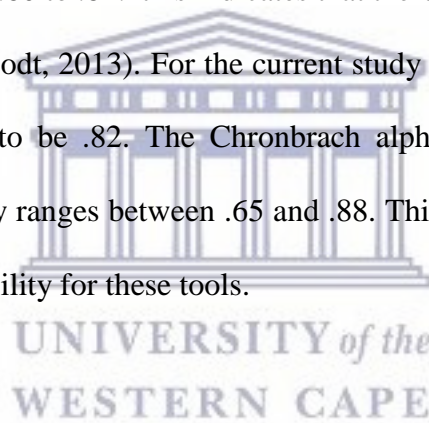 odt, 2013). For the current study
to be .82. The Chronbrach alph
y ranges between .65 and .88. Thi
ility for these tools.
UNIVERSITY of the
WESTERN CAPE